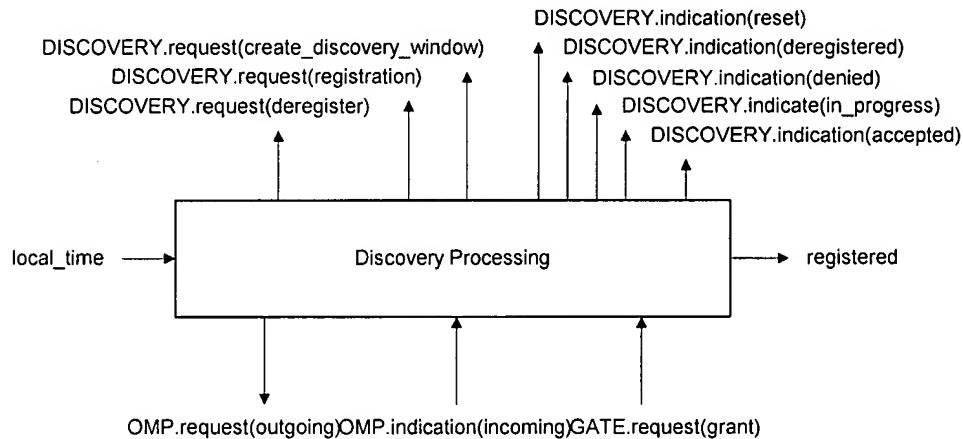 DISCOVERY.indication(reset)
DISCOVERY.request(create_discovery_window)
DISCOVERY.indication(deregistered)
DISCOVERY.request(registration)
DISCOVERY.indication(denied)
DISCOVERY.request(deregister)
DISCOVERY.indicate(in_progress)
DISCOVERY.indication(accepted)
local_time
Discovery Processing
registered
OMP.request(outgoing)OMP.indication(incoming)GATE.request(grant)